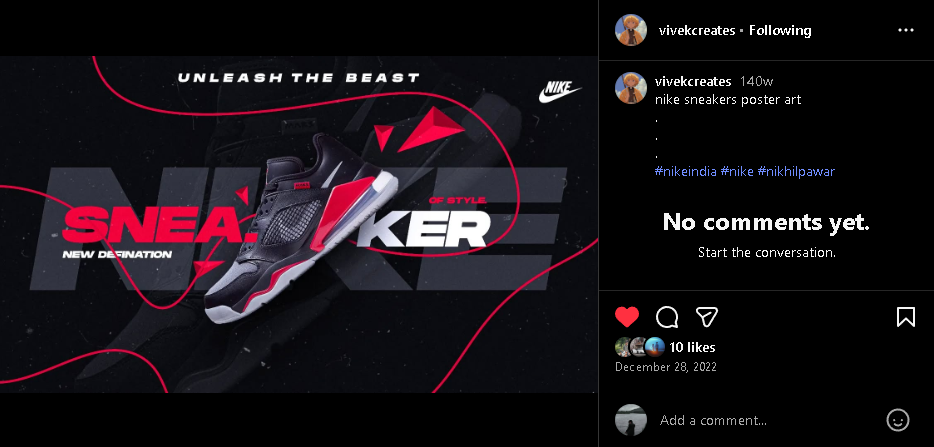 UNLEASH THE BEAST
NIKE
NIKE
OF STYLE
SNEA. KER
NEW DEFINATION
vivekcreates • Following
vivekcreates 140w
nike sneakers poster art
.
.
.
#nikeindia #nike #nikhilpawar
No comments yet.
Start the conversation.
10 likes
December 28, 2022
Add a comment...